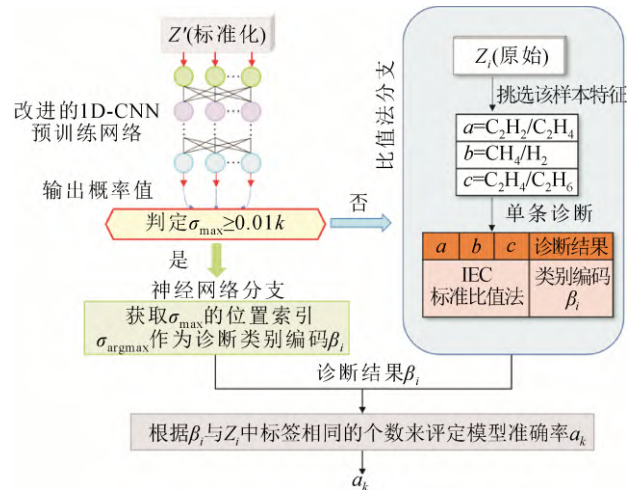 Z′(标准化)
改进的1D-CNN
预训练网络
输出概率值
判定σmax≥0.01k
否
是
神经网络分支
获取σmax的位置索引
σargmax作为诊断类别编码βi
比值法分支
Zi(原始)
挑选该样本特征
a=C2H2/C2H4
b=CH4/H2
c=C2H4/C2H6
单条诊断
a b c 诊断结果
IEC
标准比值法
类别编码
βi
诊断结果βi
根据βi与Zi中标签相同的个数来评定模型准确率ak
ak